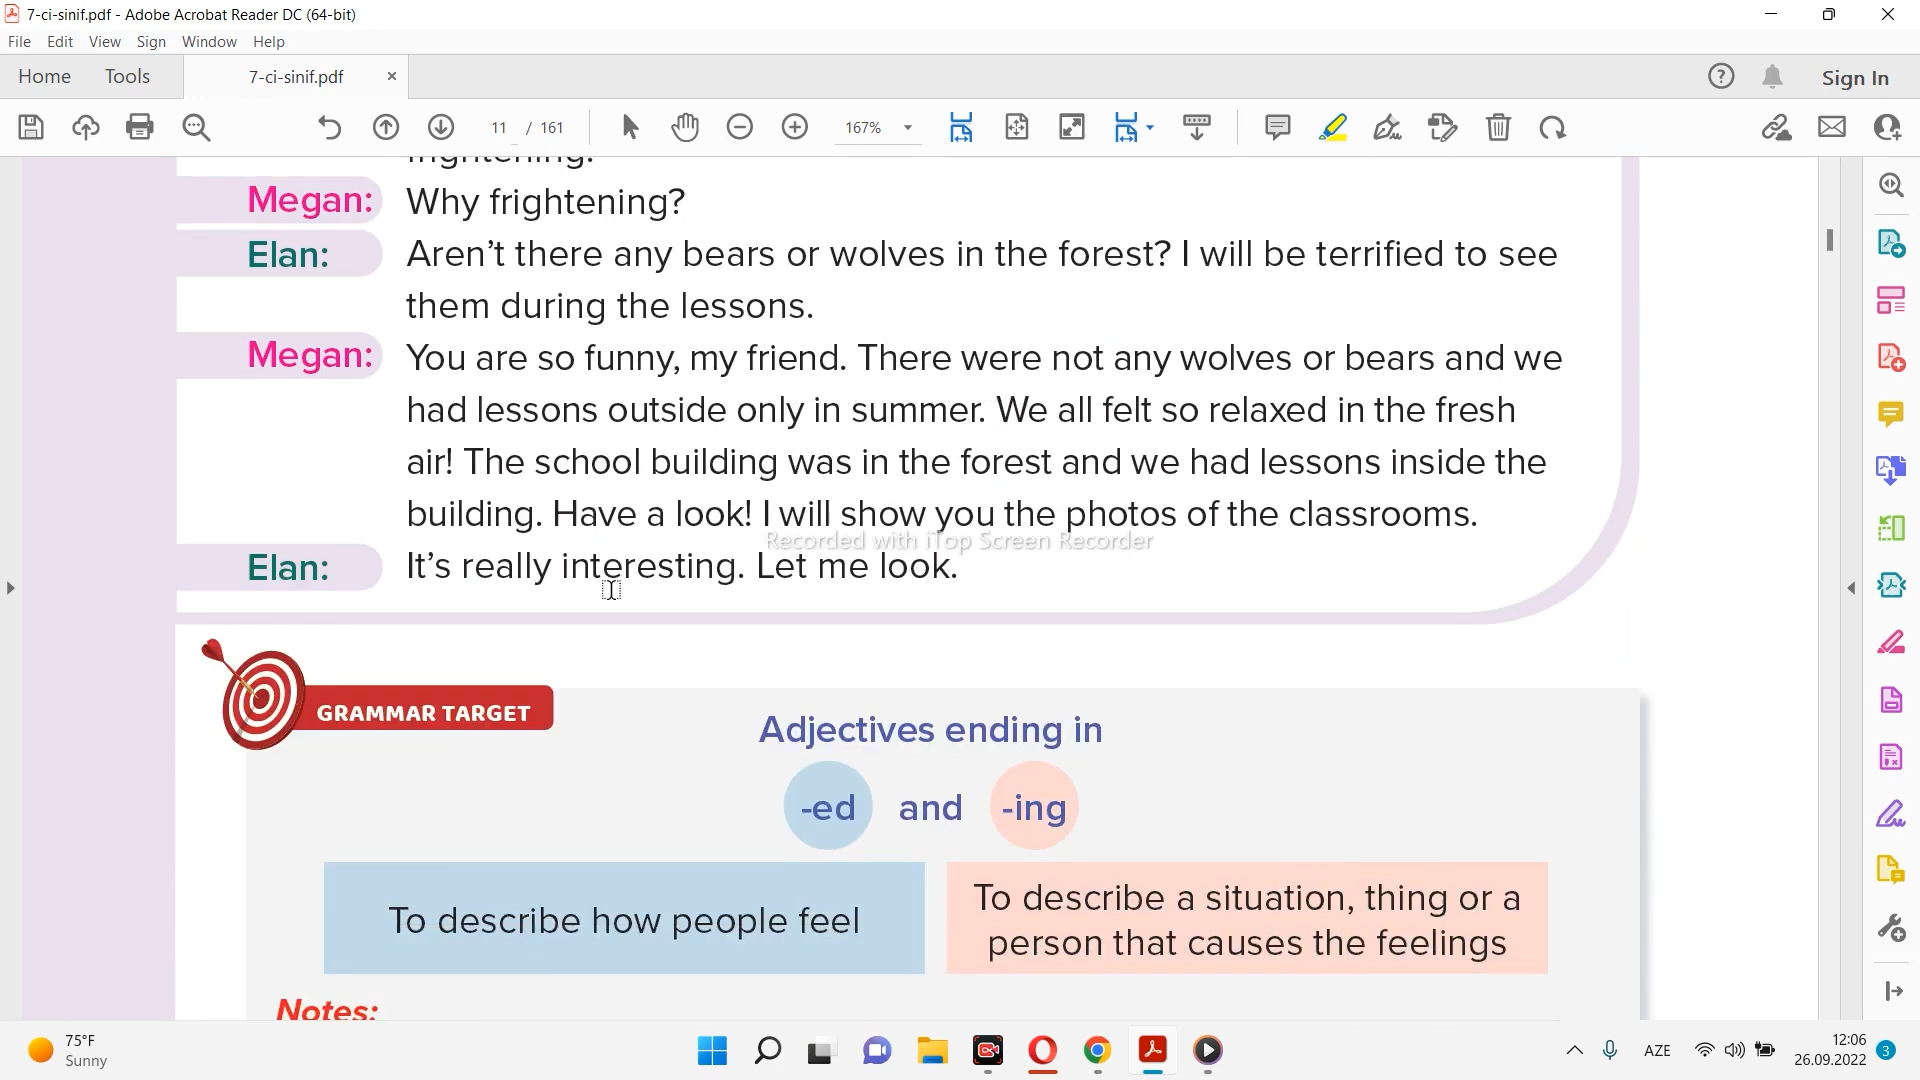 7-ci-sinif.pdf - Adobe Acrobat Reader DC (64-bit)
File Edit View Sign Window Help
Home Tools 7-ci-sinif.pdf × Sign In
11 / 161 167%
frightening.
Megan: Why frightening?
Elan: Aren't there any bears or wolves in the forest? I will be terrified to see
them during the lessons.
Megan: You are so funny, my friend. There were not any wolves or bears and we
had lessons outside only in summer. We all felt so relaxed in the fresh
air! The school building was in the forest and we had lessons inside the
building. Have a look! I will show you the photos of the classrooms.
Recorded with iTop Screen Recorder
Elan: It's really interesting. Let me look.
GRAMMAR TARGET
Adjectives ending in
-ed and -ing
To describe how people feel
To describe a situation, thing or a
person that causes the feelings
Notes:
75°F
Sunny
AZE
12:06
26.09.2022
3